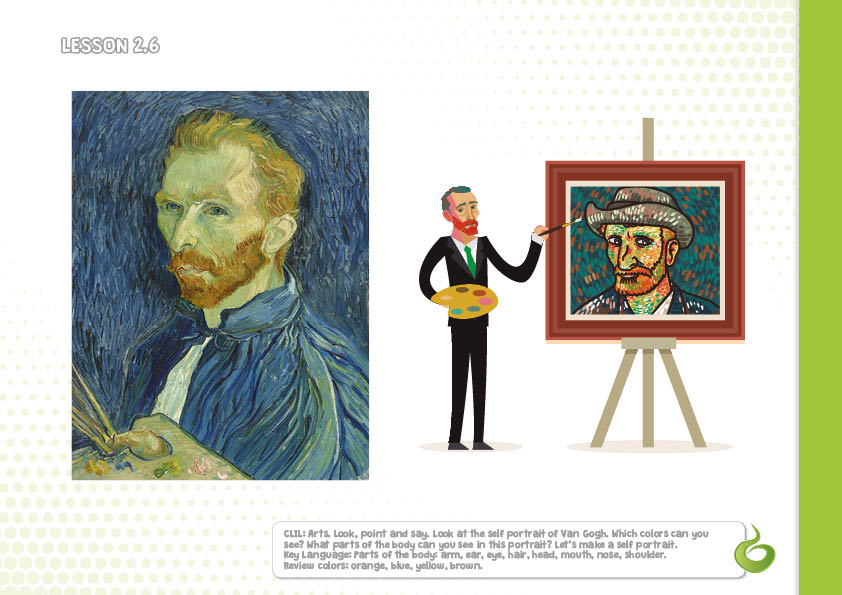 LESSON 2.6
CLIL: Arts. Look, point and say. Look at the self portrait of Van Gogh. Which colors can you
see? What parts of the body can you see in this portrait? Let's make a self portrait.
Key Language: Parts of the body: arm, ear, eye, hair, head, mouth, nose, shoulder.
Review colors: orange, blue, yellow, brown.